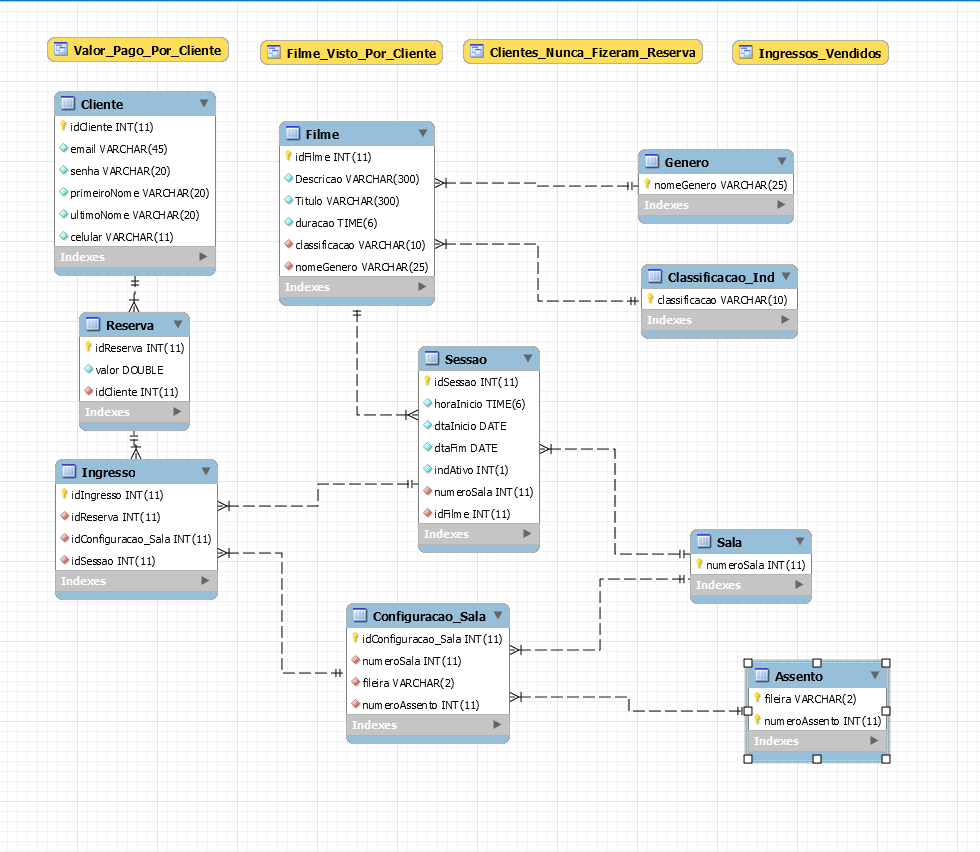 Valor_Pago_Por_Cliente
Filme_Visto_Por_Cliente
Clientes_Nunca_Fizeram_Reserva
Ingressos_Vendidos
Cliente
idCliente INT(11)
email VARCHAR(45)
senha VARCHAR(20)
primeiroNome VARCHAR(20)
ultimoNome VARCHAR(20)
celular VARCHAR(11)
Indexes
Filme
idFilme INT(11)
Descricao VARCHAR(300)
Titulo VARCHAR(300)
duracao TIME(6)
classificacao VARCHAR(10)
nomeGenero VARCHAR(25)
Indexes
Genero
nomeGenero VARCHAR(25)
Indexes
Classificacao_Ind
classificacao VARCHAR(10)
Indexes
Reserva
idReserva INT(11)
valor DOUBLE
idCliente INT(11)
Indexes
Sessao
idSessao INT(11)
horaInicio TIME(6)
dtaInicio DATE
dtaFim DATE
indAtivo INT(1)
numeroSala INT(11)
idFilme INT(11)
Indexes
Ingresso
idIngresso INT(11)
idReserva INT(11)
idConfiguracao_Sala INT(11)
idSessao INT(11)
Indexes
Sala
numeroSala INT(11)
Indexes
Configuracao_Sala
idConfiguracao_Sala INT(11)
numeroSala INT(11)
fileira VARCHAR(2)
numeroAssento INT(11)
Indexes
Assento
fileira VARCHAR(2)
numeroAssento INT(11)
Indexes